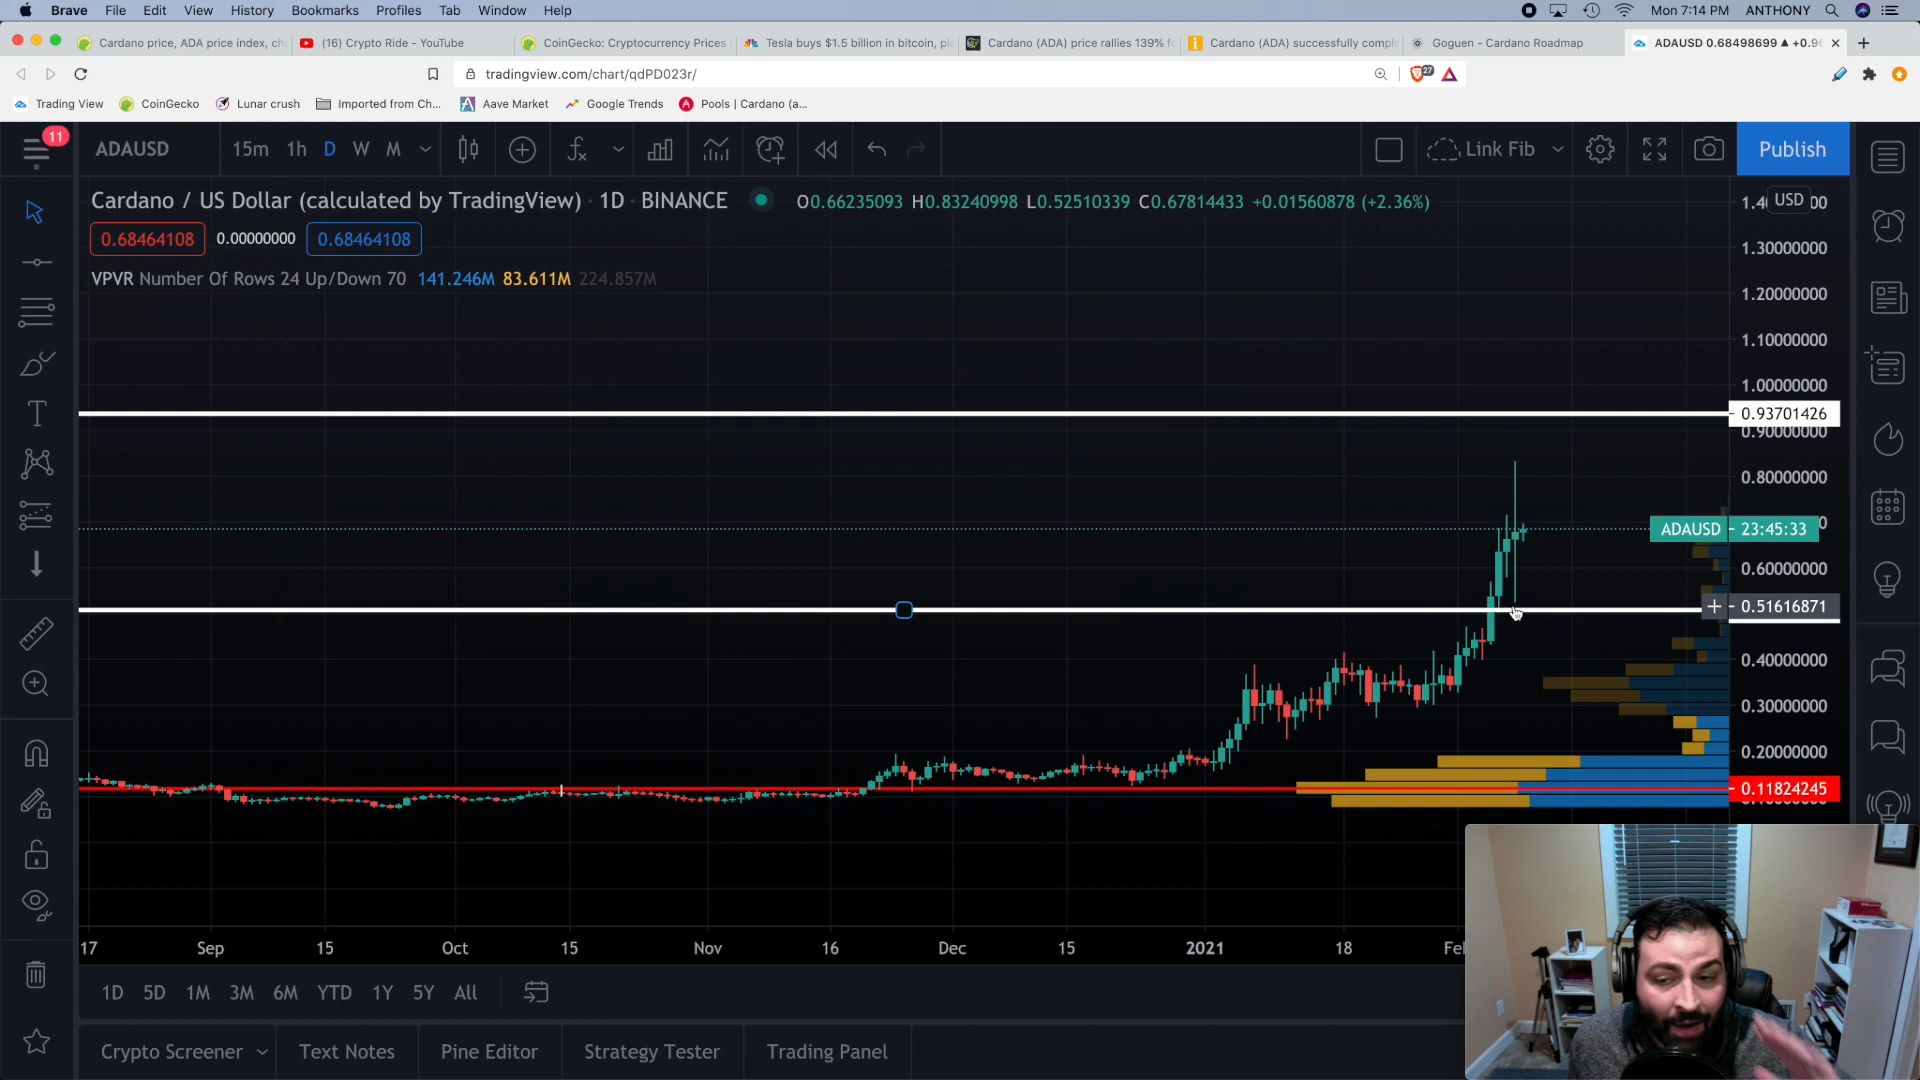 Brave File Edit View History Bookmarks Profiles Tab Window Help Mon 7:14 PM ANTHONY
Cardano price, ADA price index, ch (16) Crypto Ride - YouTube CoinGecko: Cryptocurrency Prices Tesla buys $1.5 billion in bitcoin, pl Cardano (ADA) price rallies 139% fo Cardano (ADA) successfully compl Goguen - Cardano Roadmap ADAUSD 0.68498699 ▲ +0.96
tradingview.com/chart/qdPD023r/ 27
Trading View CoinGecko Lunar crush Imported from Ch... Aave Market Google Trends Pools | Cardano (a...
11 ADAUSD 15m 1h D W M Link Fib Publish
Cardano / US Dollar (calculated by TradingView) · 1D · BINANCE O0.66235093 H0.83240998 L0.52510339 C0.67814433 +0.01560878 (+2.36%)
USD
0.68464108 0.00000000 0.68464108
1.30000000
VPVR Number Of Rows 24 Up/Down 70 141.246M 83.611M 224.857M
1.20000000
1.10000000
1.00000000
0.93701426
0.90000000
0.80000000
ADAUSD 23:45:33
0.60000000
0.51616871
0.40000000
0.30000000
0.20000000
0.11824245
17 Sep 15 Oct 15 Nov 16 Dec 15 2021 18 Fe
1D 5D 1M 3M 6M YTD 1Y 5Y All
Crypto Screener Text Notes Pine Editor Strategy Tester Trading Panel